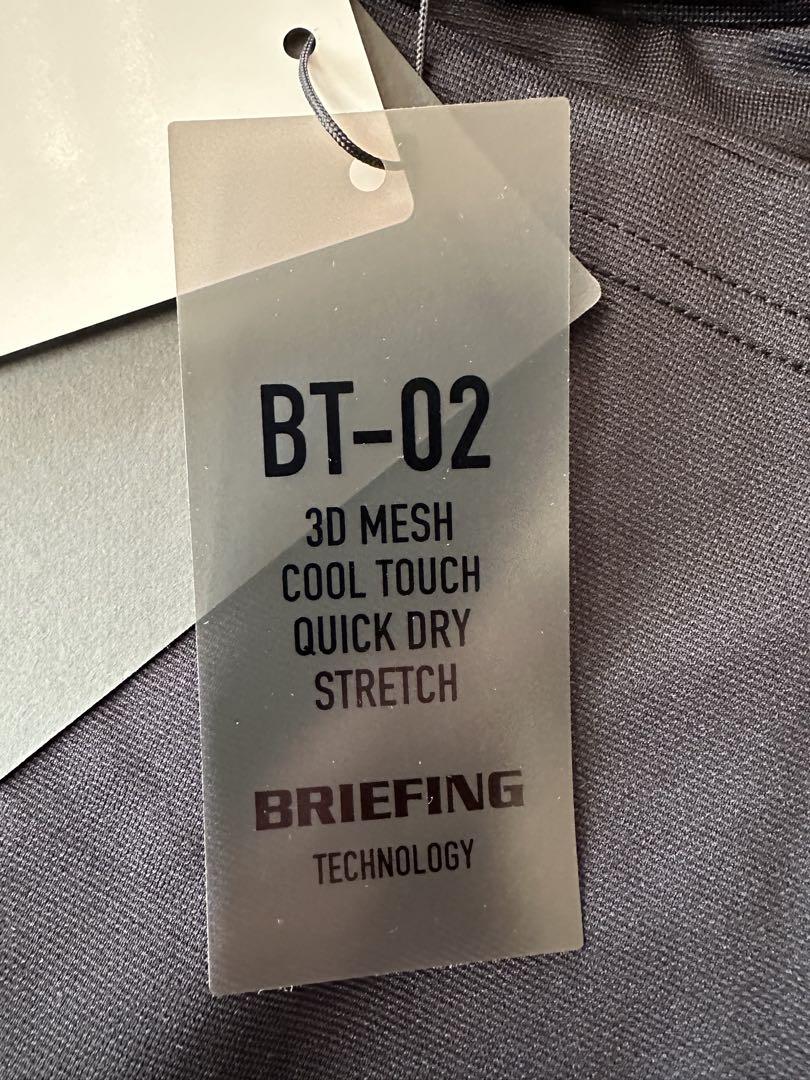 BT-02
3D MESH
COOL TOUCH
QUICK DRY
STRETCH
BRIEFING
TECHNOLOGY